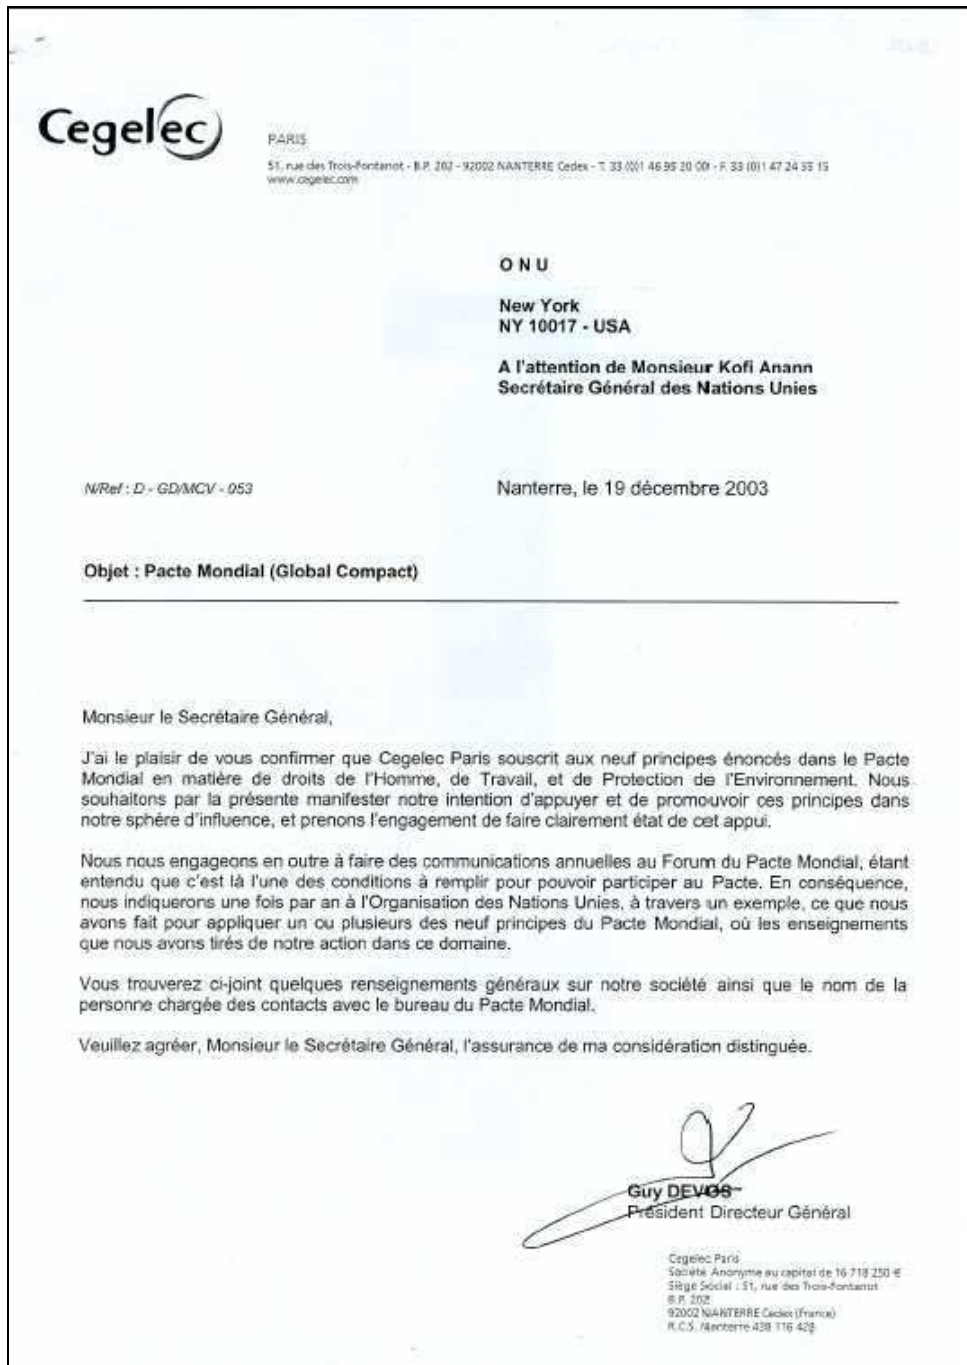 Cegelec
PARIS
51, rue des Trois-Fontanot - B.P. 202 - 92002 NANTERRE Cedex - T. 33 (0)1 46 95 20 00 - F. 33 (0)1 47 24 55 15
www.cegelec.com
O N U
New York
NY 10017 - USA
A l'attention de Monsieur Kofi Anann
Secrétaire Général des Nations Unies
N/Ref : D - GD/MCV - 053
Nanterre, le 19 décembre 2003
Objet : Pacte Mondial (Global Compact)
Monsieur le Secrétaire Général,
J'ai le plaisir de vous confirmer que Cegelec Paris souscrit aux neuf principes énoncés dans le Pacte
Mondial en matière de droits de l'Homme, de Travail, et de Protection de l'Environnement. Nous
souhaitons par la présente manifester notre intention d'appuyer et de promouvoir ces principes dans
notre sphère d'influence, et prenons l'engagement de faire clairement état de cet appui.
Nous nous engageons en outre à faire des communications annuelles au Forum du Pacte Mondial, étant
entendu que c'est là l'une des conditions à remplir pour pouvoir participer au Pacte. En conséquence,
nous indiquerons une fois par an à l'Organisation des Nations Unies, à travers un exemple, ce que nous
avons fait pour appliquer un ou plusieurs des neuf principes du Pacte Mondial, où les enseignements
que nous avons tirés de notre action dans ce domaine.
Vous trouverez ci-joint quelques renseignements généraux sur notre société ainsi que le nom de la
personne chargée des contacts avec le bureau du Pacte Mondial.
Veuillez agréer, Monsieur le Secrétaire Général, l'assurance de ma considération distinguée.
Guy DEVOS
Président Directeur Général
Cegelec Paris
Société Anonyme au capital de 16 718 250 €
Siège Social : 51, rue des Trois-Fontanot
B.P. 202
92002 NANTERRE Cedex (France)
R.C.S. Nanterre 438 116 428